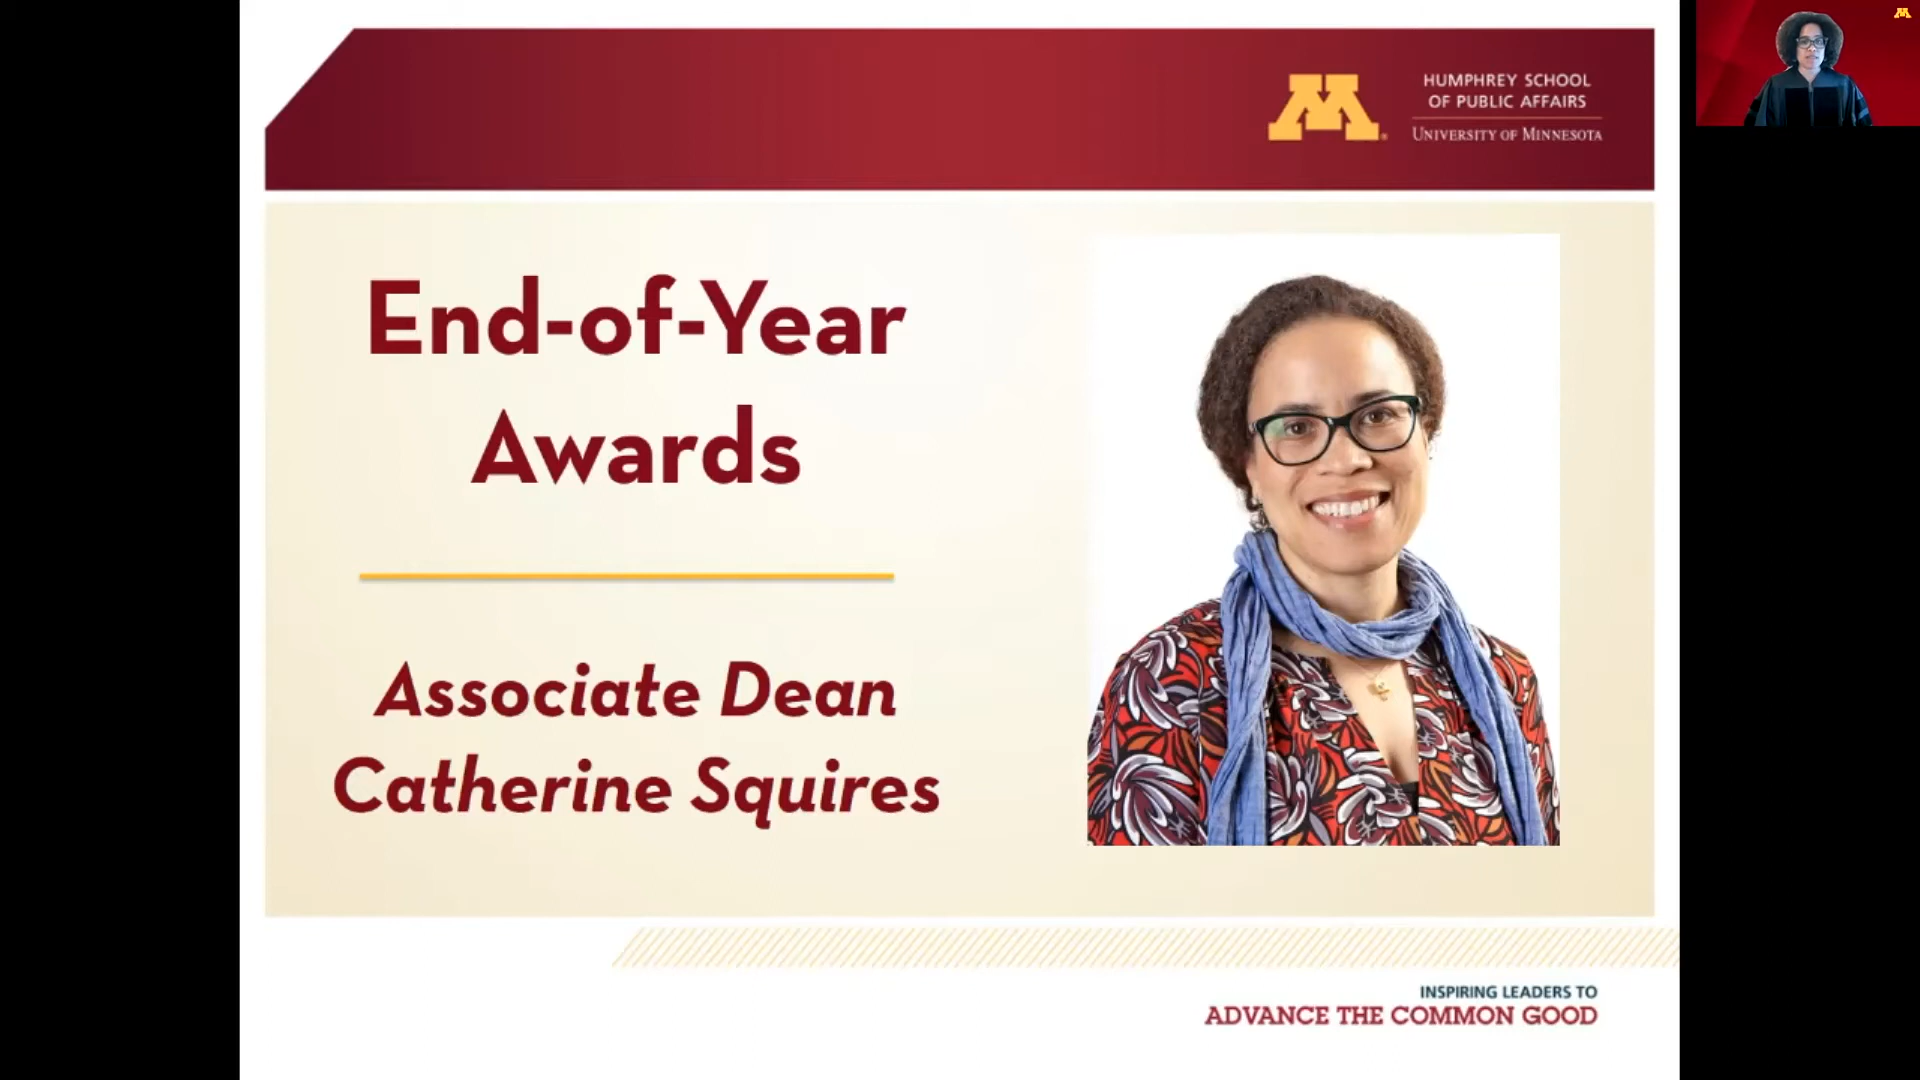 HUMPHREY SCHOOL
OF PUBLIC AFFAIRS
UNIVERSITY OF MINNESOTA
End-of-Year
Awards
Associate Dean
Catherine Squires
INSPIRING LEADERS TO
ADVANCE THE COMMON GOOD